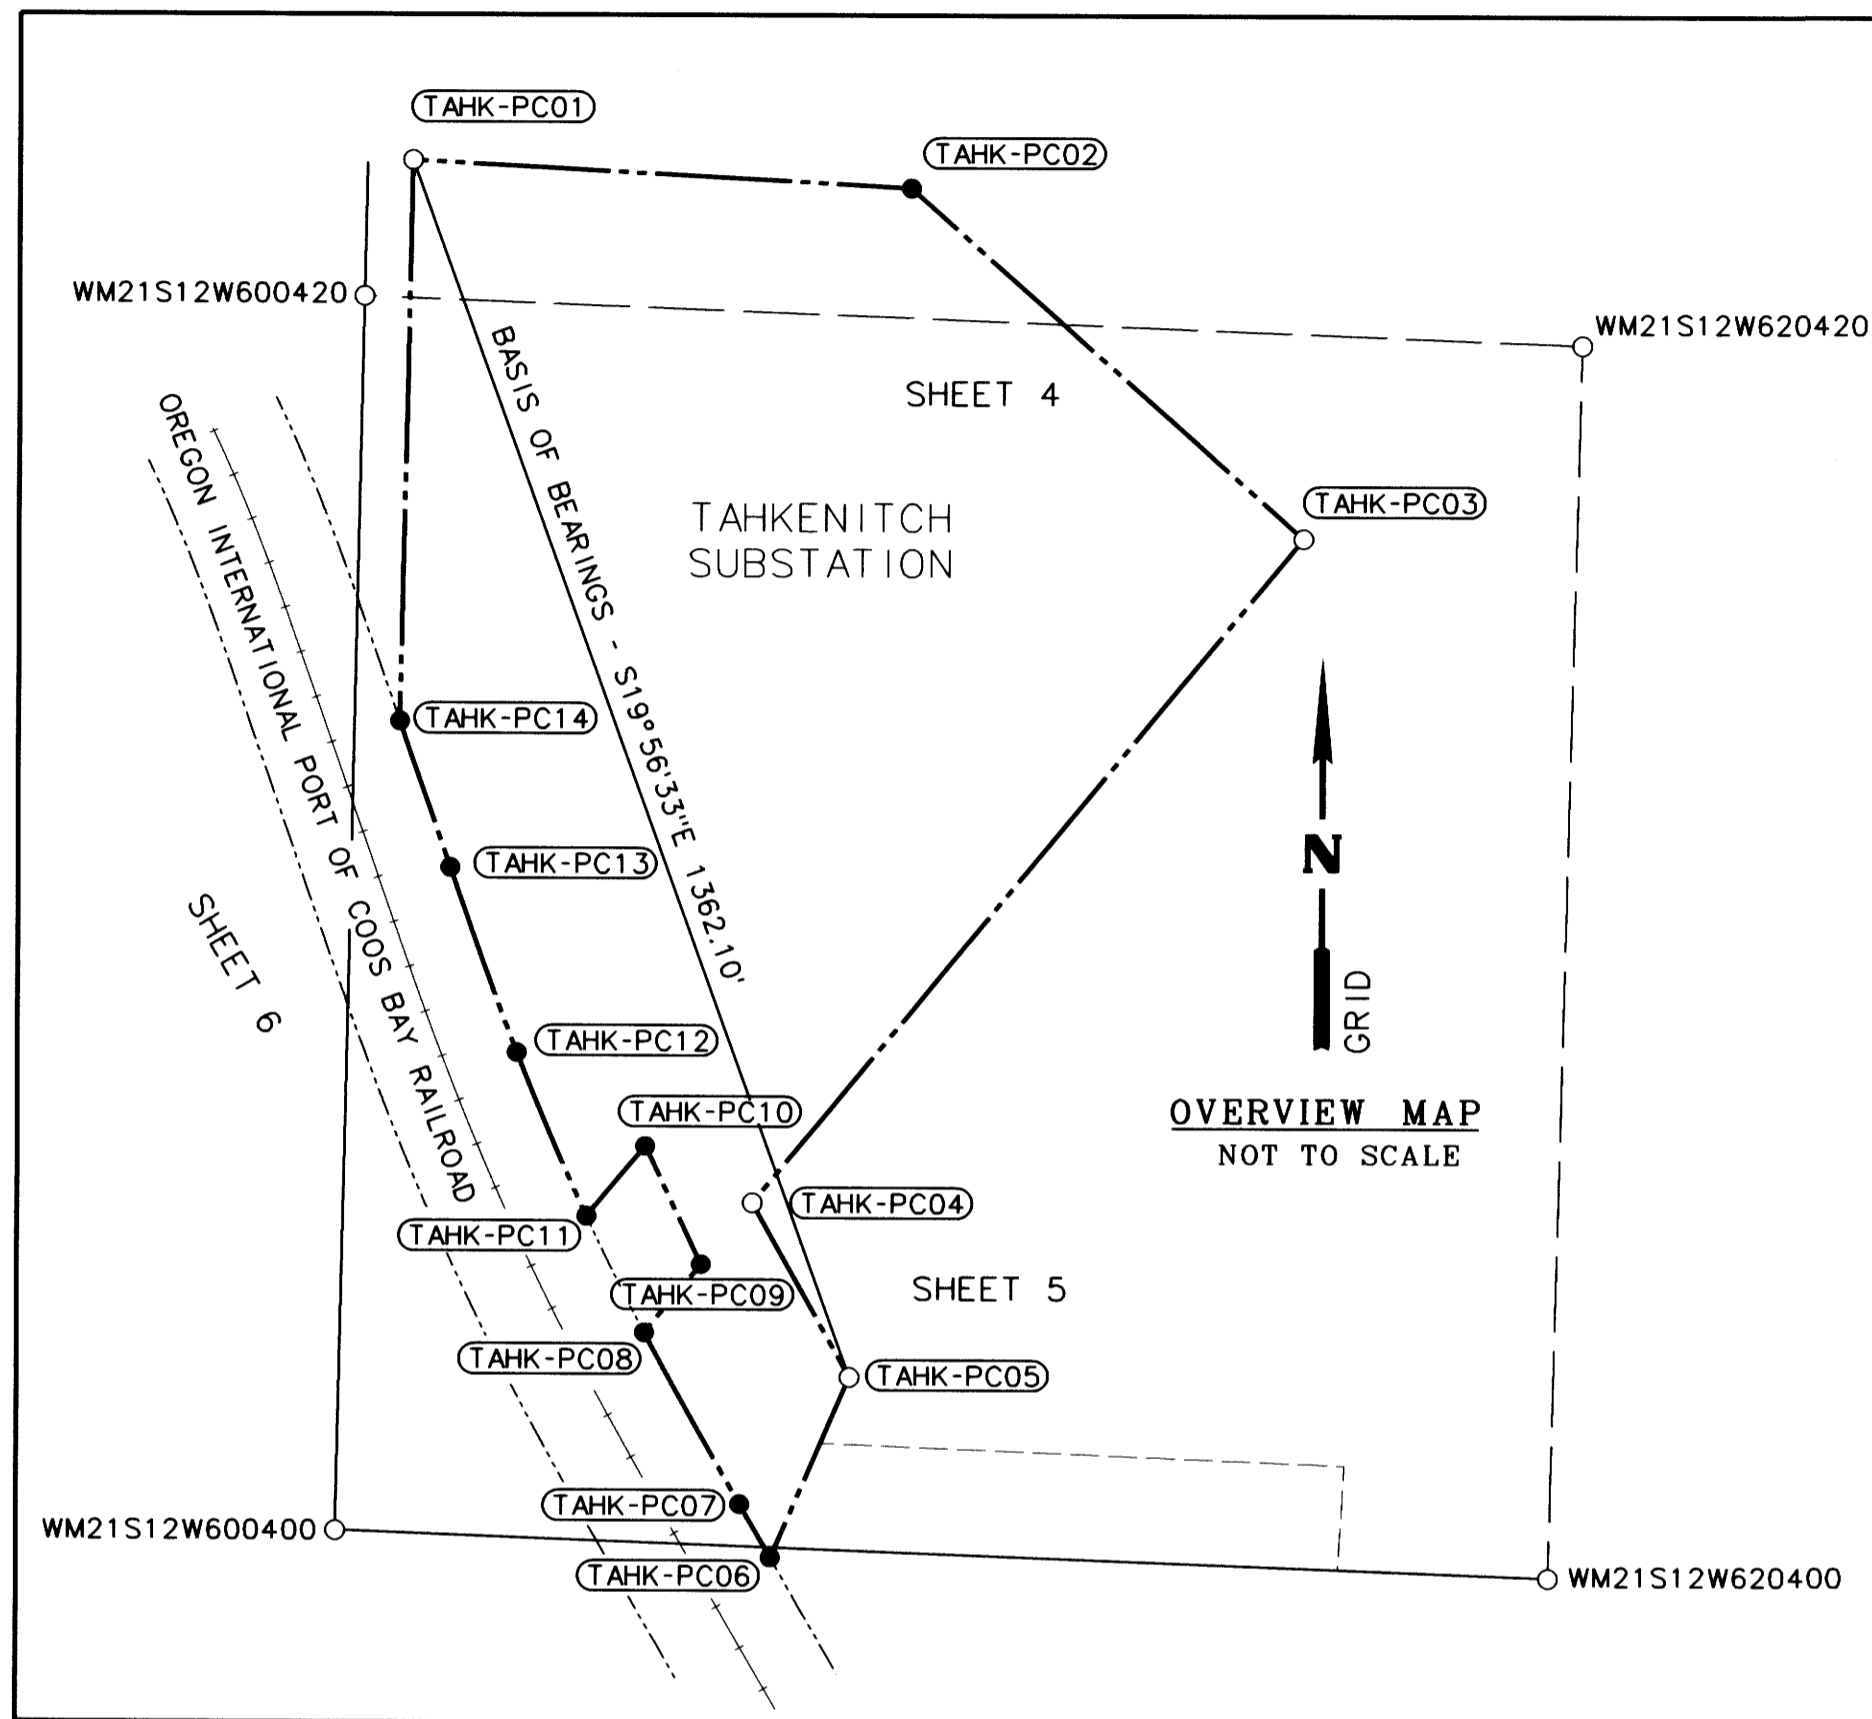 TAHK-PC01
TAHK-PC02
WM21S12W600420
WM21S12W620420
BASIS OF BEARINGS - S19°56'33"E 1362.10'
SHEET 4
OREGON INTERNATIONAL PORT OF COOS BAY RAILROAD
TAHKENITCH
SUBSTATION
TAHK-PC03
TAHK-PC14
TAHK-PC13
N
GRID
SHEET 6
TAHK-PC12
TAHK-PC10
OVERVIEW MAP
NOT TO SCALE
TAHK-PC04
TAHK-PC11
TAHK-PC09
SHEET 5
TAHK-PC08
TAHK-PC05
TAHK-PC07
WM21S12W600400
TAHK-PC06
WM21S12W620400